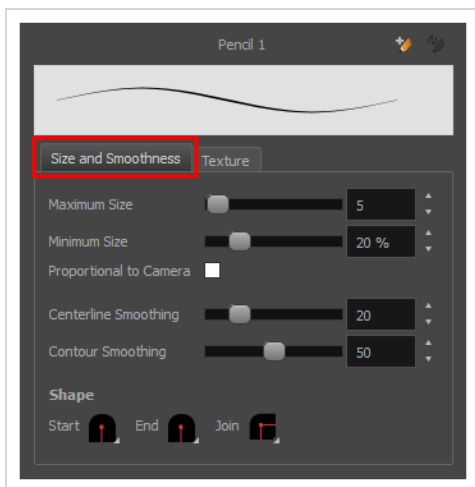 Pencil 1
Size and Smoothness Texture
Maximum Size 5
Minimum Size 20 %
Proportional to Camera
Centerline Smoothing 20
Contour Smoothing 50
Shape
Start End Join